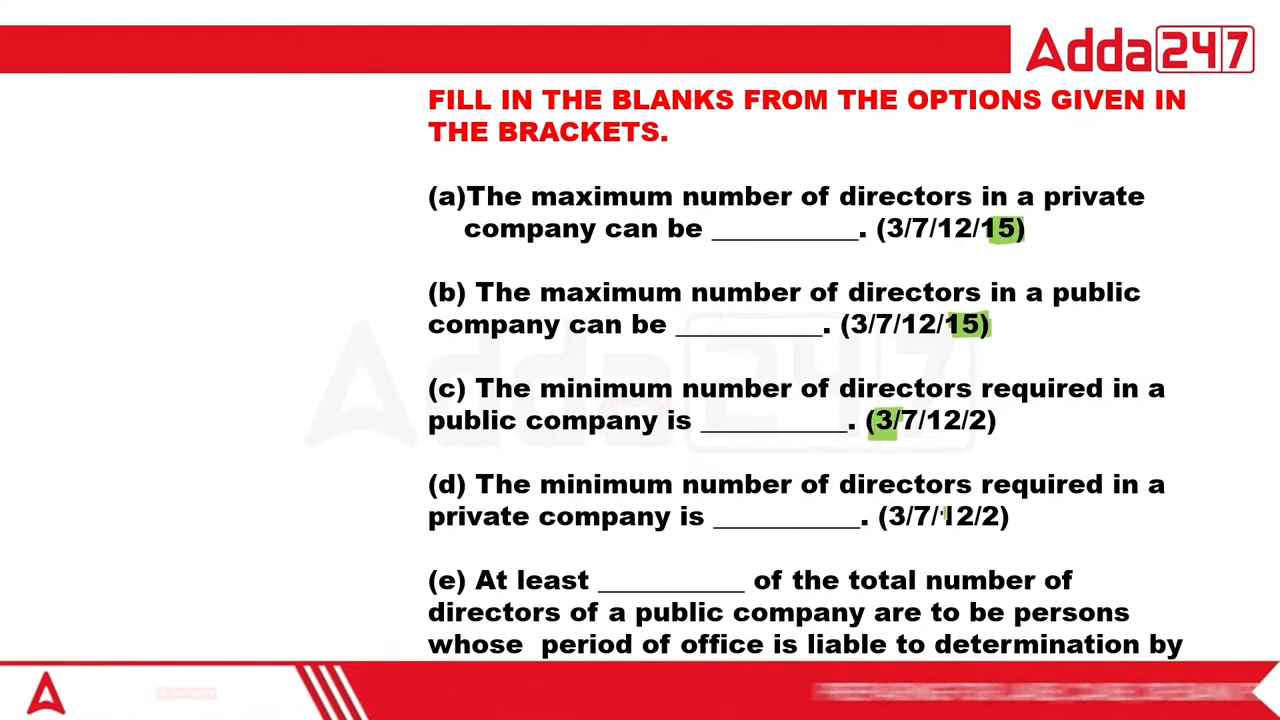 Adda247
FILL IN THE BLANKS FROM THE OPTIONS GIVEN IN
THE BRACKETS.
(a)The maximum number of directors in a private
company can be __________. (3/7/12/15)
(b) The maximum number of directors in a public
company can be __________. (3/7/12/15)
(c) The minimum number of directors required in a
public company is __________. (3/7/12/2)
(d) The minimum number of directors required in a
private company is __________. (3/7/12/2)
(e) At least __________ of the total number of
directors of a public company are to be persons
whose  period of office is liable to determination by